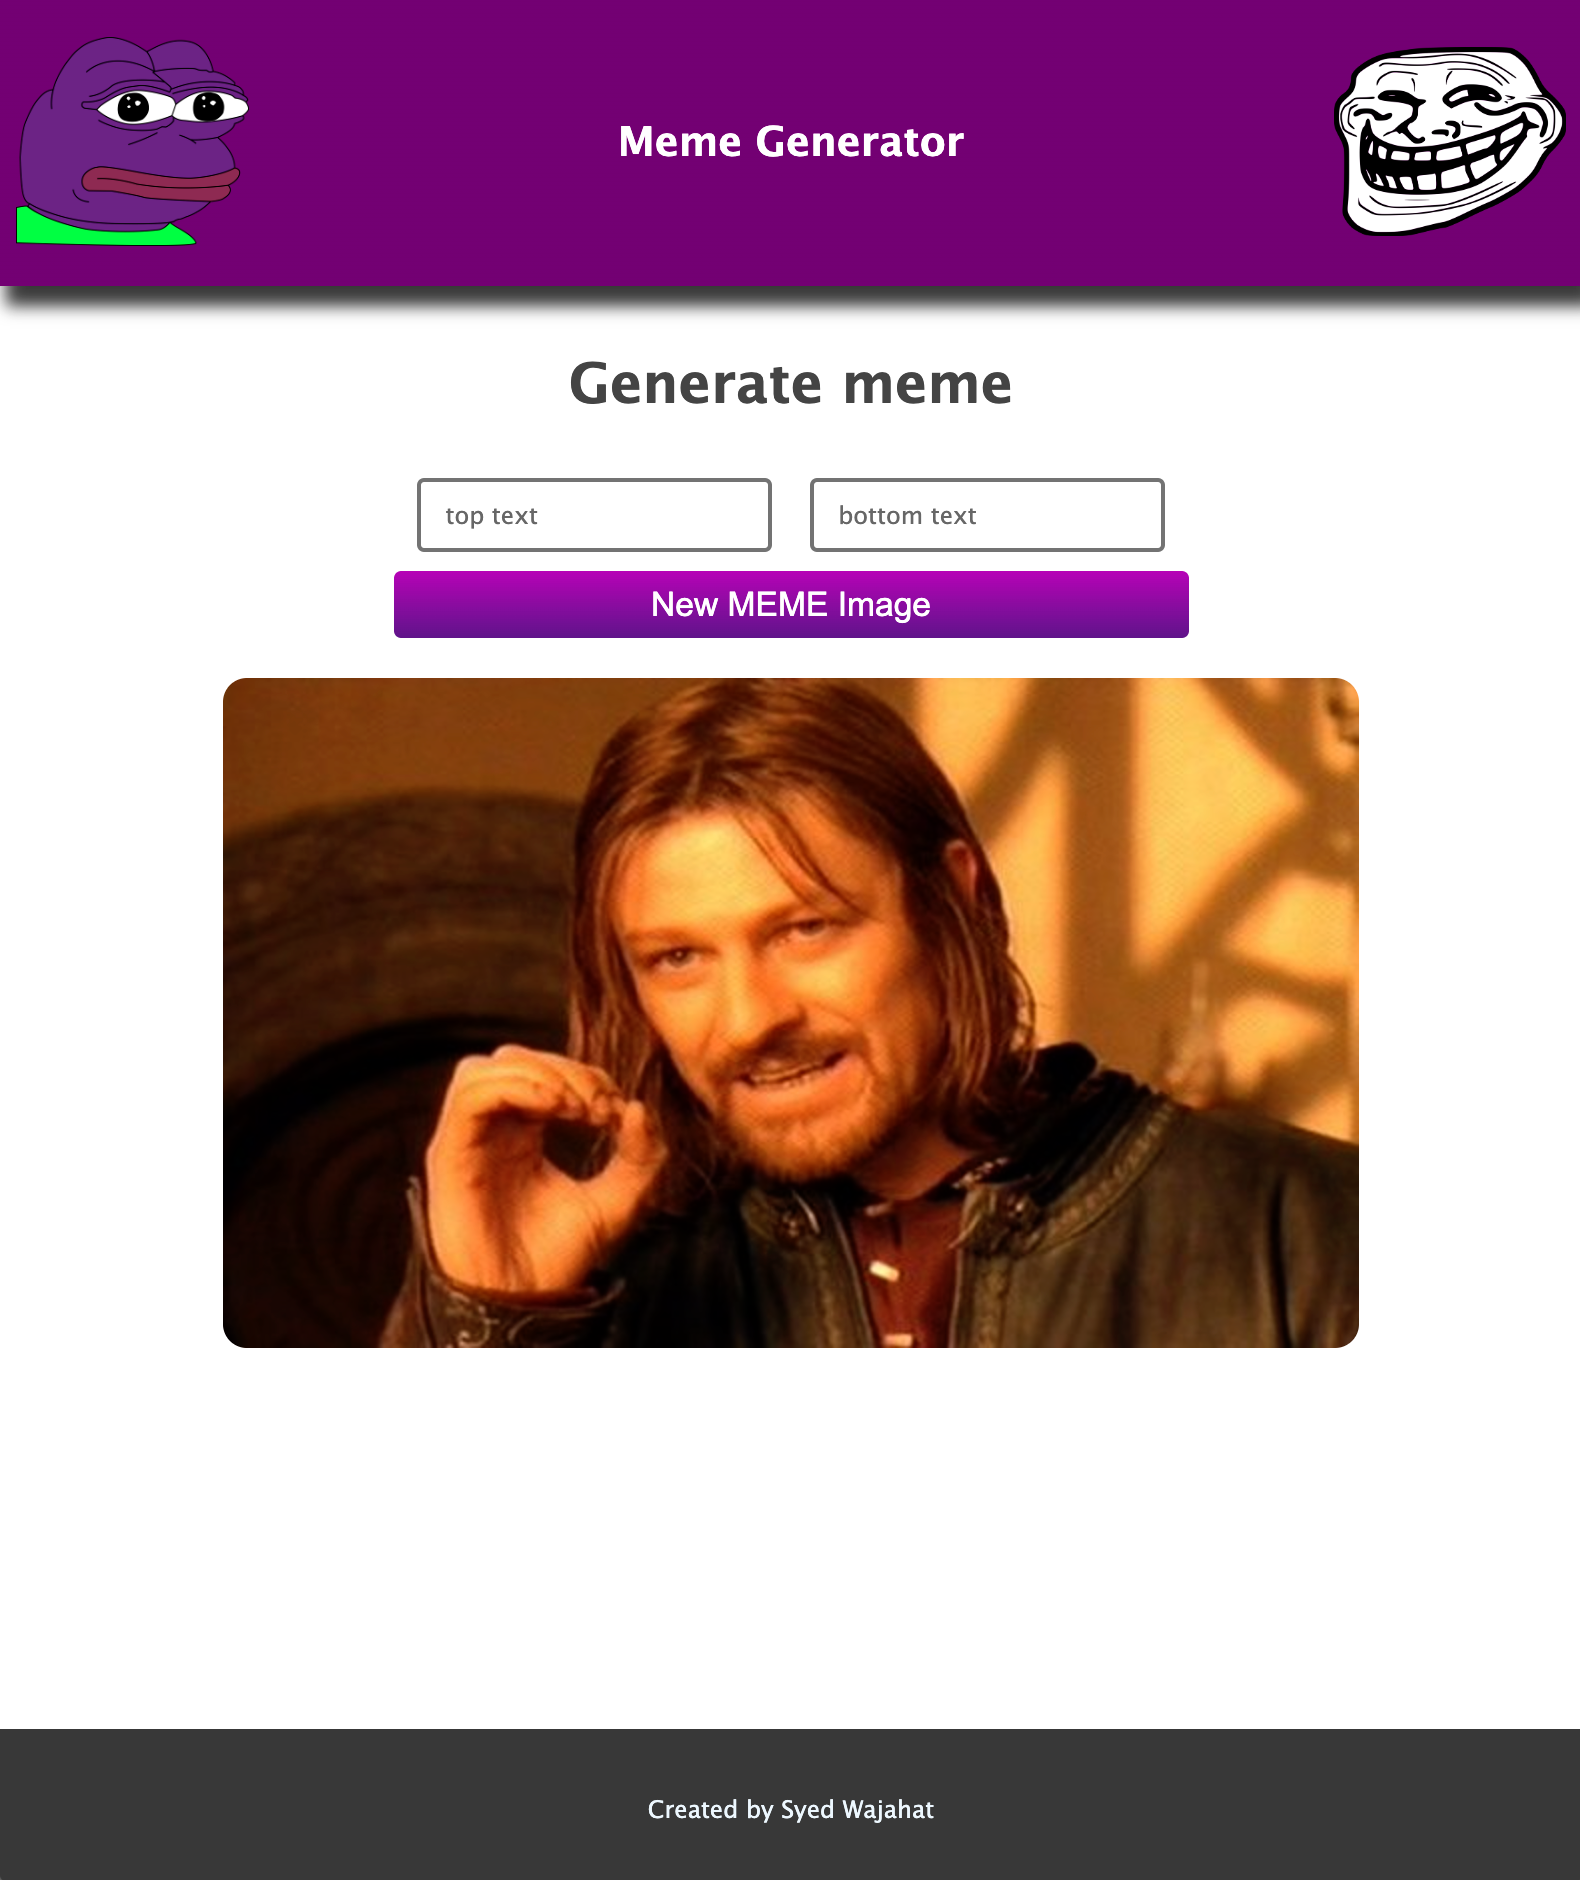 Meme Generator
Generate meme
top text
bottom text
New MEME Image
Created by Syed Wajahat